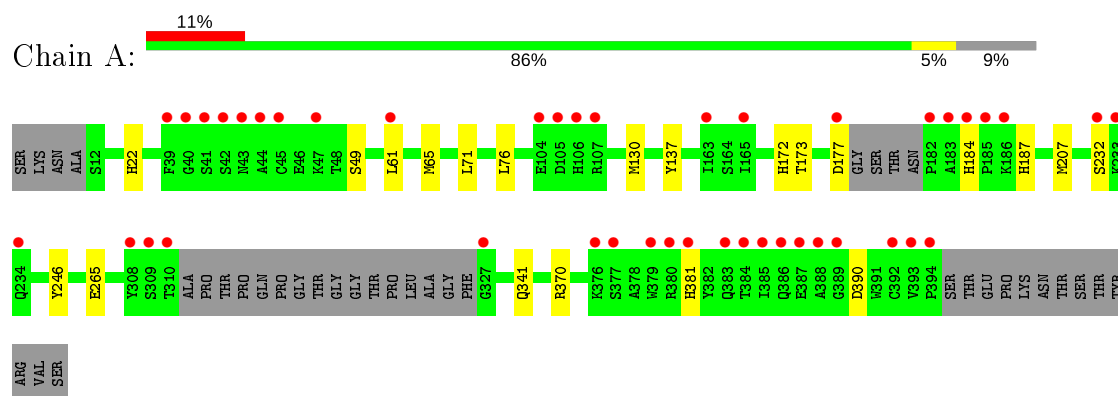 11%
Chain A:
86% 5% 9%
SER LYS ASN ALA S12 H22 F39 G40 S41 S42 N43 A44 C45 E46 K47 T48 S49 L61 M65 L71 L76 E104 D105 H106 R107 M130 Y137 I163 S164 I165 H172 T173 D177 GLY SER THR ASN P182 A183 H184 P185 K186 H187 M207 S232 K233
Q234 Y246 E265 Y308 S309 T310 ALA PRO THR PRO GLN PRO GLY THR GLY GLY THR PRO LEU ALA GLY PHE G327 Q341 R370 K376 S377 A378 W379 R380 H381 Y382 Q383 T384 I385 Q386 E387 A388 G389 D390 W391 C392 V393 P394 SER THR GLU PRO LYS ASN THR SER THR TYR
ARG VAL SER